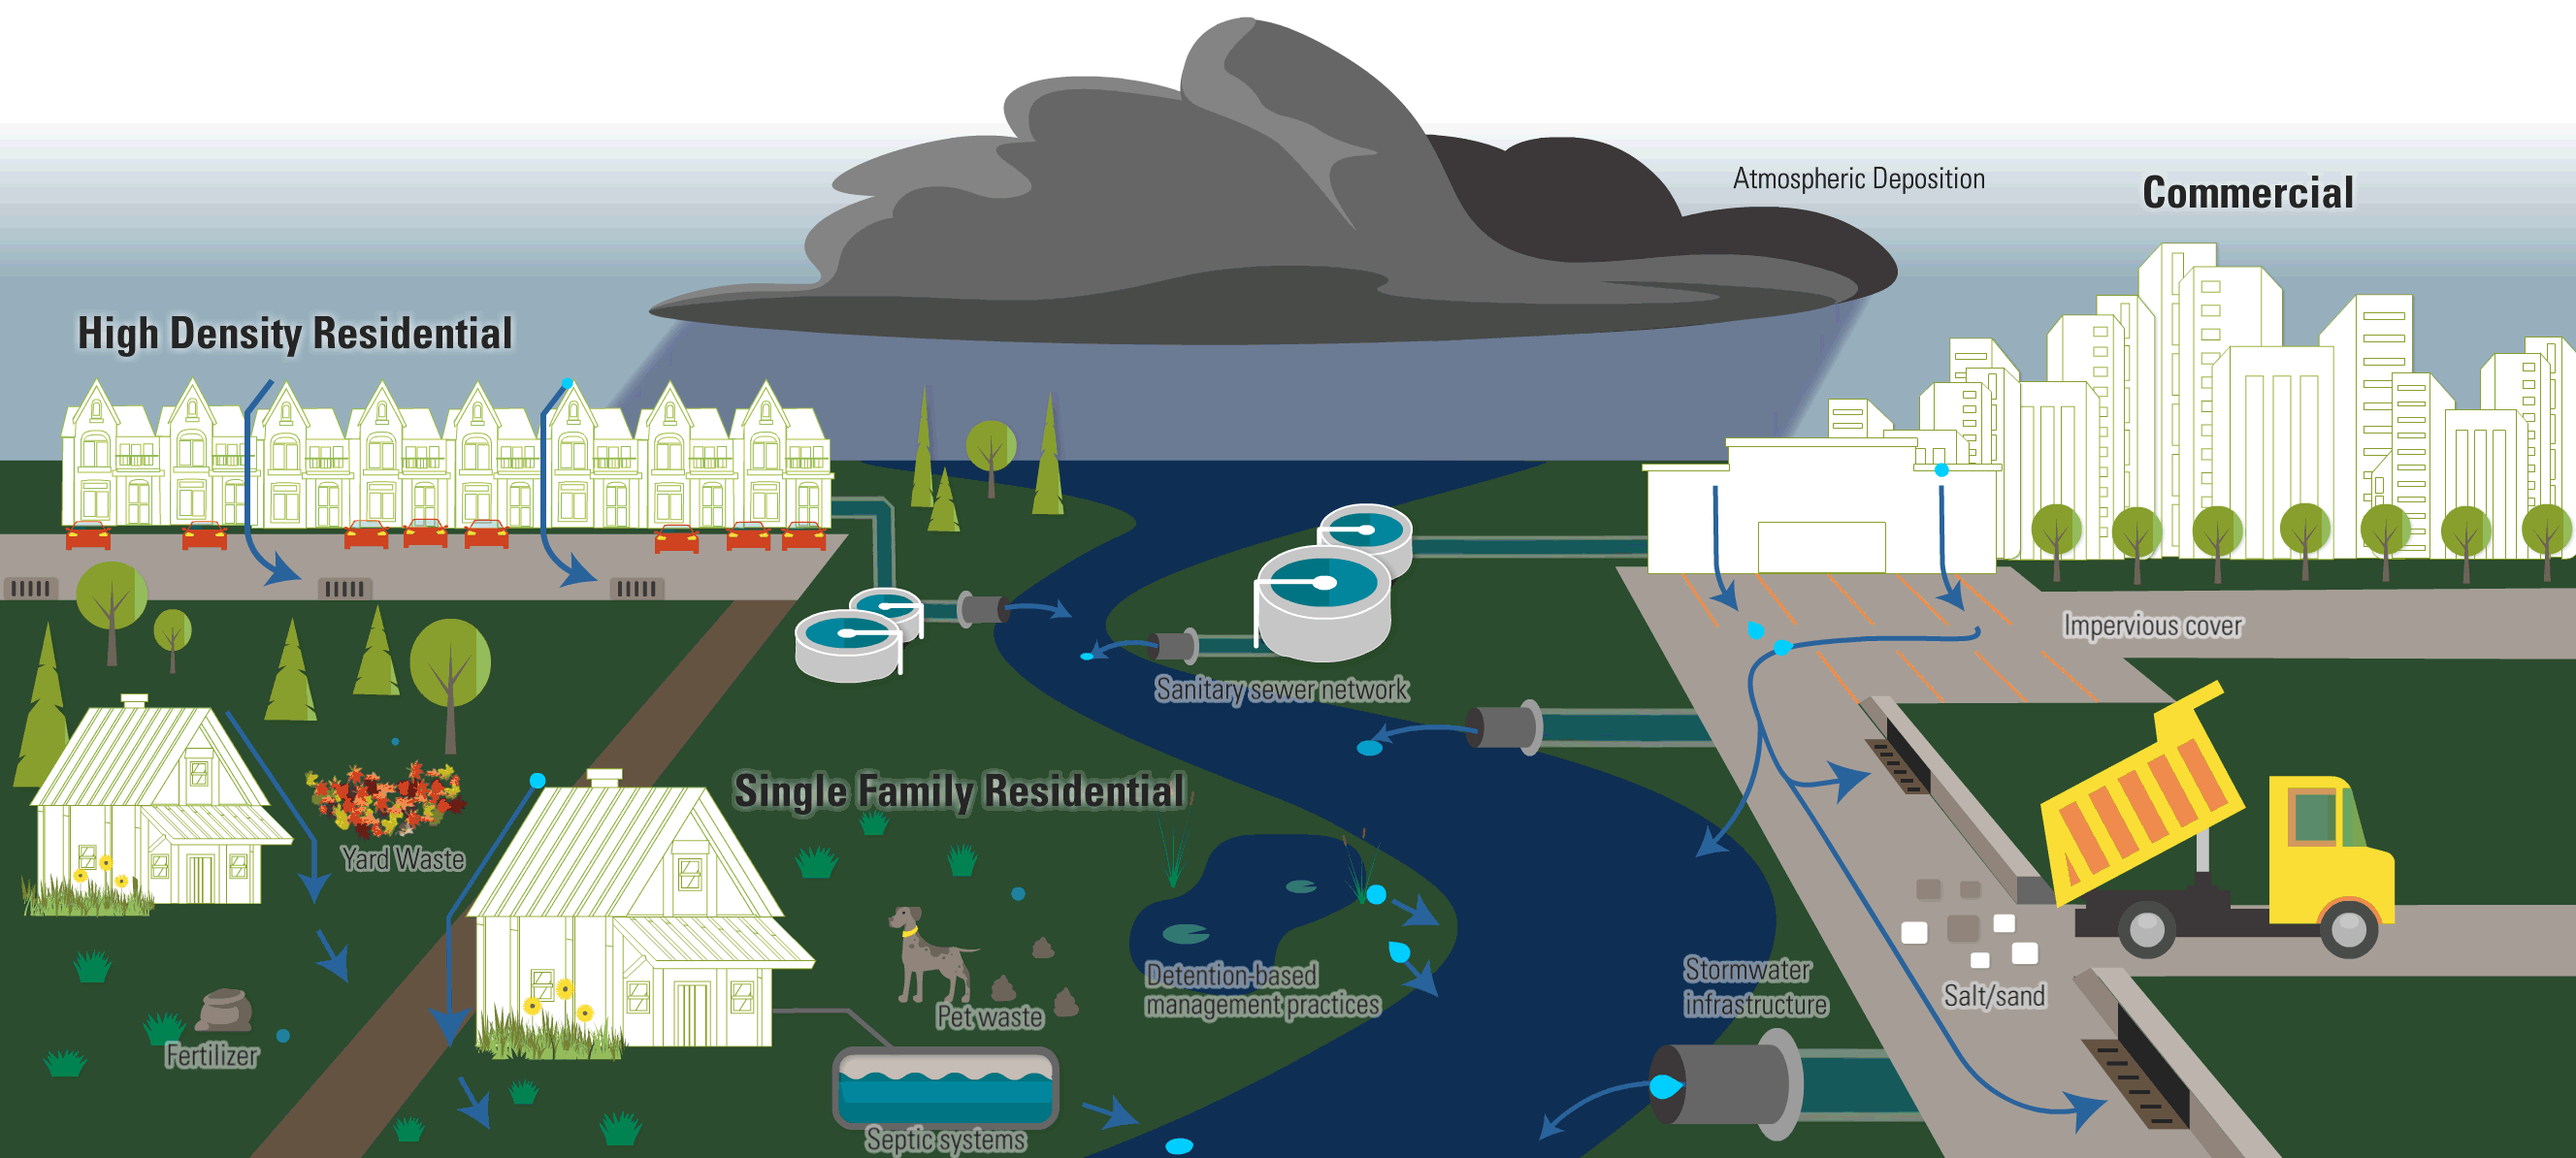 Atmospheric Deposition
Commercial
High Density Residential
Impervious cover
Sanitary sewer network
Single Family Residential
Yard Waste
Detention-based
management practices
Stormwater
infrastructure
Salt/sand
Pet waste
Fertilizer
Septic systems